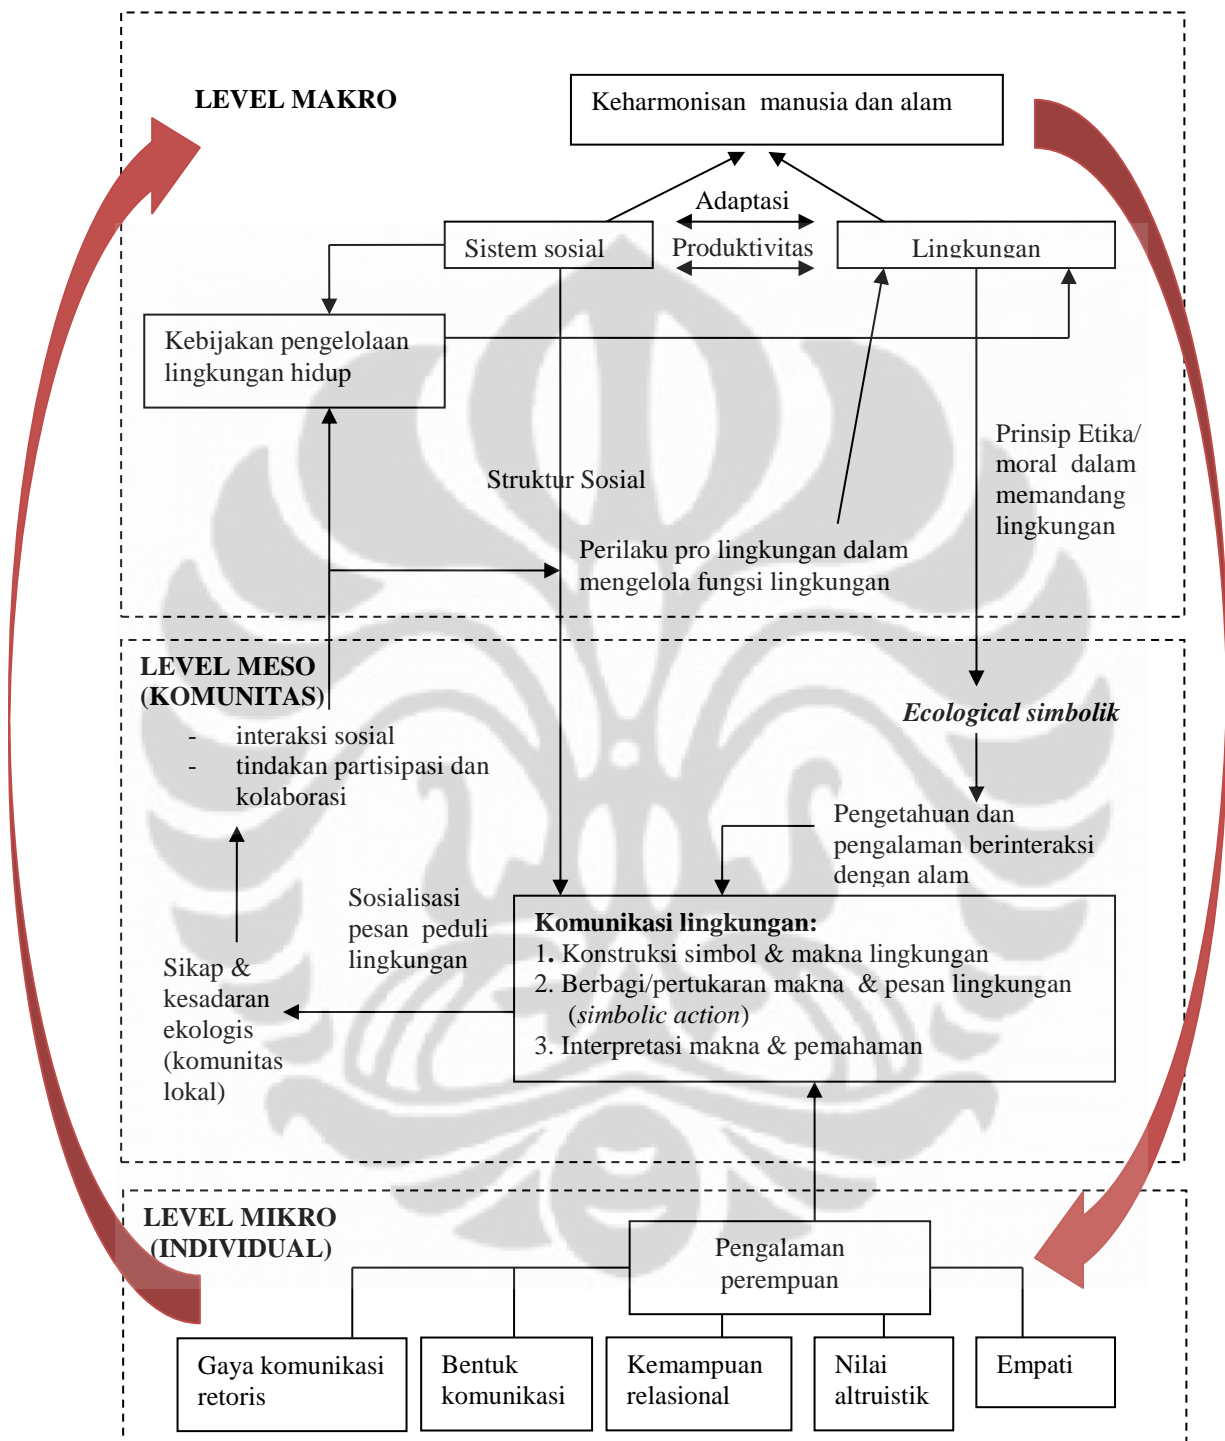 LEVEL MAKRO
Keharmonisan manusia dan alam
Adaptasi
Sistem sosial
Produktivitas
Lingkungan
Kebijakan pengelolaan
lingkungan hidup
Prinsip Etika/
moral dalam
memandang
lingkungan
Struktur Sosial
Perilaku pro lingkungan dalam
mengelola fungsi lingkungan
LEVEL MESO
(KOMUNITAS)
- interaksi sosial
- tindakan partisipasi dan
kolaborasi
Ecological simbolik
Pengetahuan dan
pengalaman berinteraksi
dengan alam
Sosialisasi
pesan peduli
lingkungan
Sikap &
kesadaran
ekologis
(komunitas
lokal)
Komunikasi lingkungan:
1. Konstruksi simbol & makna lingkungan
2. Berbagi/pertukaran makna & pesan lingkungan
(simbolic action)
3. Interpretasi makna & pemahaman
LEVEL MIKRO
(INDIVIDUAL)
Pengalaman
perempuan
Gaya komunikasi
retoris
Bentuk
komunikasi
Kemampuan
relasional
Nilai
altruistik
Empati